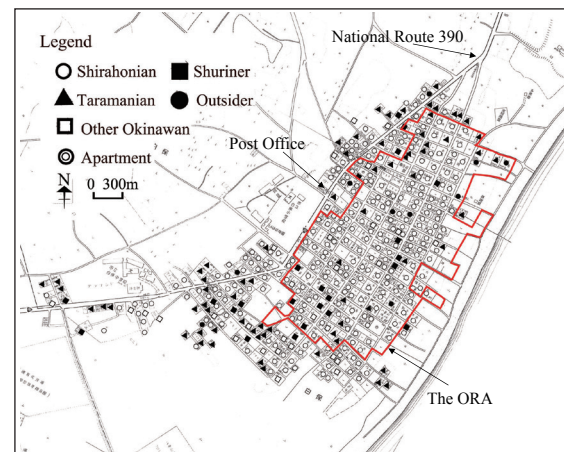 Legend
Shirahonian
Shuriner
Taramanian
Outsider
Other Okinawan
Apartment
N
0 300m
National Route 390
Post Office
The ORA